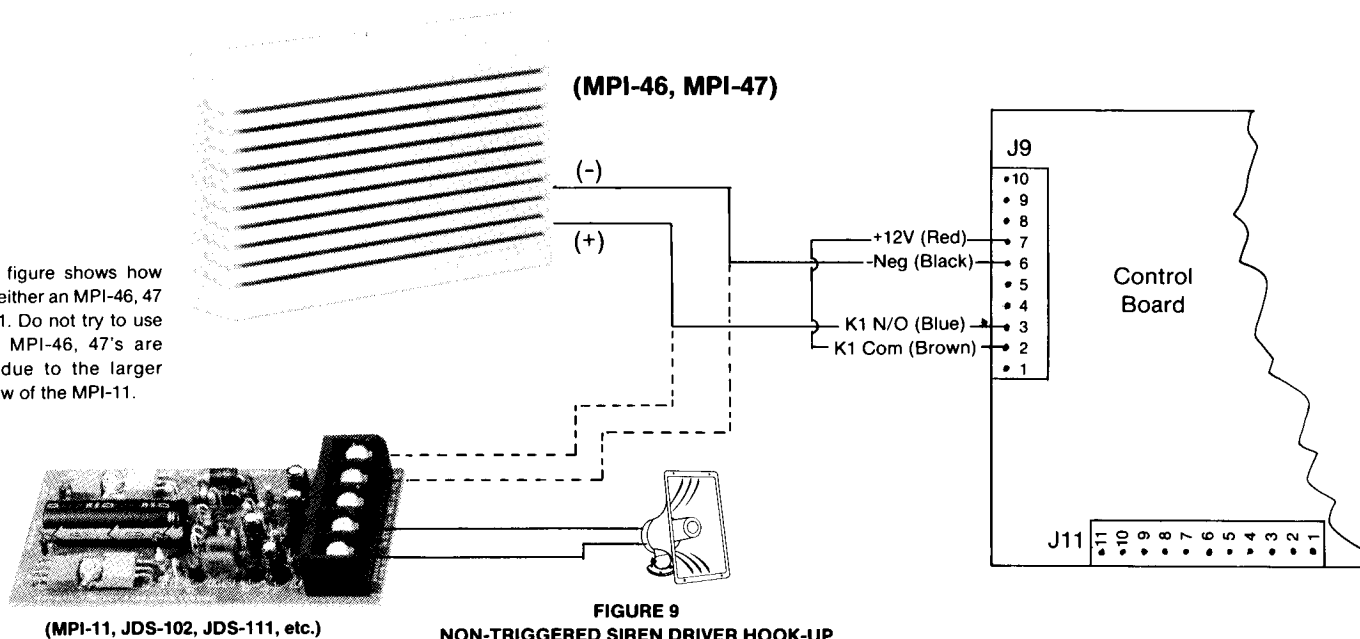 (MPI-46, MPI-47)
(-)
(+)
figure shows how
either an MPI-46, 47
1. Do not try to use
MPI-46, 47's are
due to the larger
w of the MPI-11.
J9
10
9
8
7
6
5
4
3
2
1
+12V (Red)
-Neg (Black)
K1 N/O (Blue)
K1 Com (Brown)
Control
Board
J11
11 10 9 8 7 6 5 4 3 2 1
(MPI-11, JDS-102, JDS-111, etc.)
FIGURE 9
NON-TRIGGERED SIREN DRIVER HOOK-UP